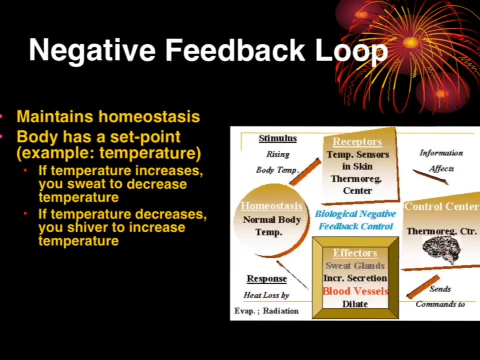 Negative Feedback Loop
• Maintains homeostasis
• Body has a set-point
(example: temperature)
• If temperature increases,
you sweat to decrease
temperature
• If temperature decreases,
you shiver to increase
temperature
Stimulus
Rising
Body Temp.
Receptors
Temp. Sensors
in Skin
Thermoreg.
Center
Information
Affects
Homeostasis
Normal Body
Temp.
Biological Negative
Feedback Control
Control Center
Thermoreg. Ctr.
Effectors
Sweat Glands
Incr. Secretion
Blood Vessels
Dilate
Response
Heat Loss by
Evap. ; Radiation
Sends
Commands to